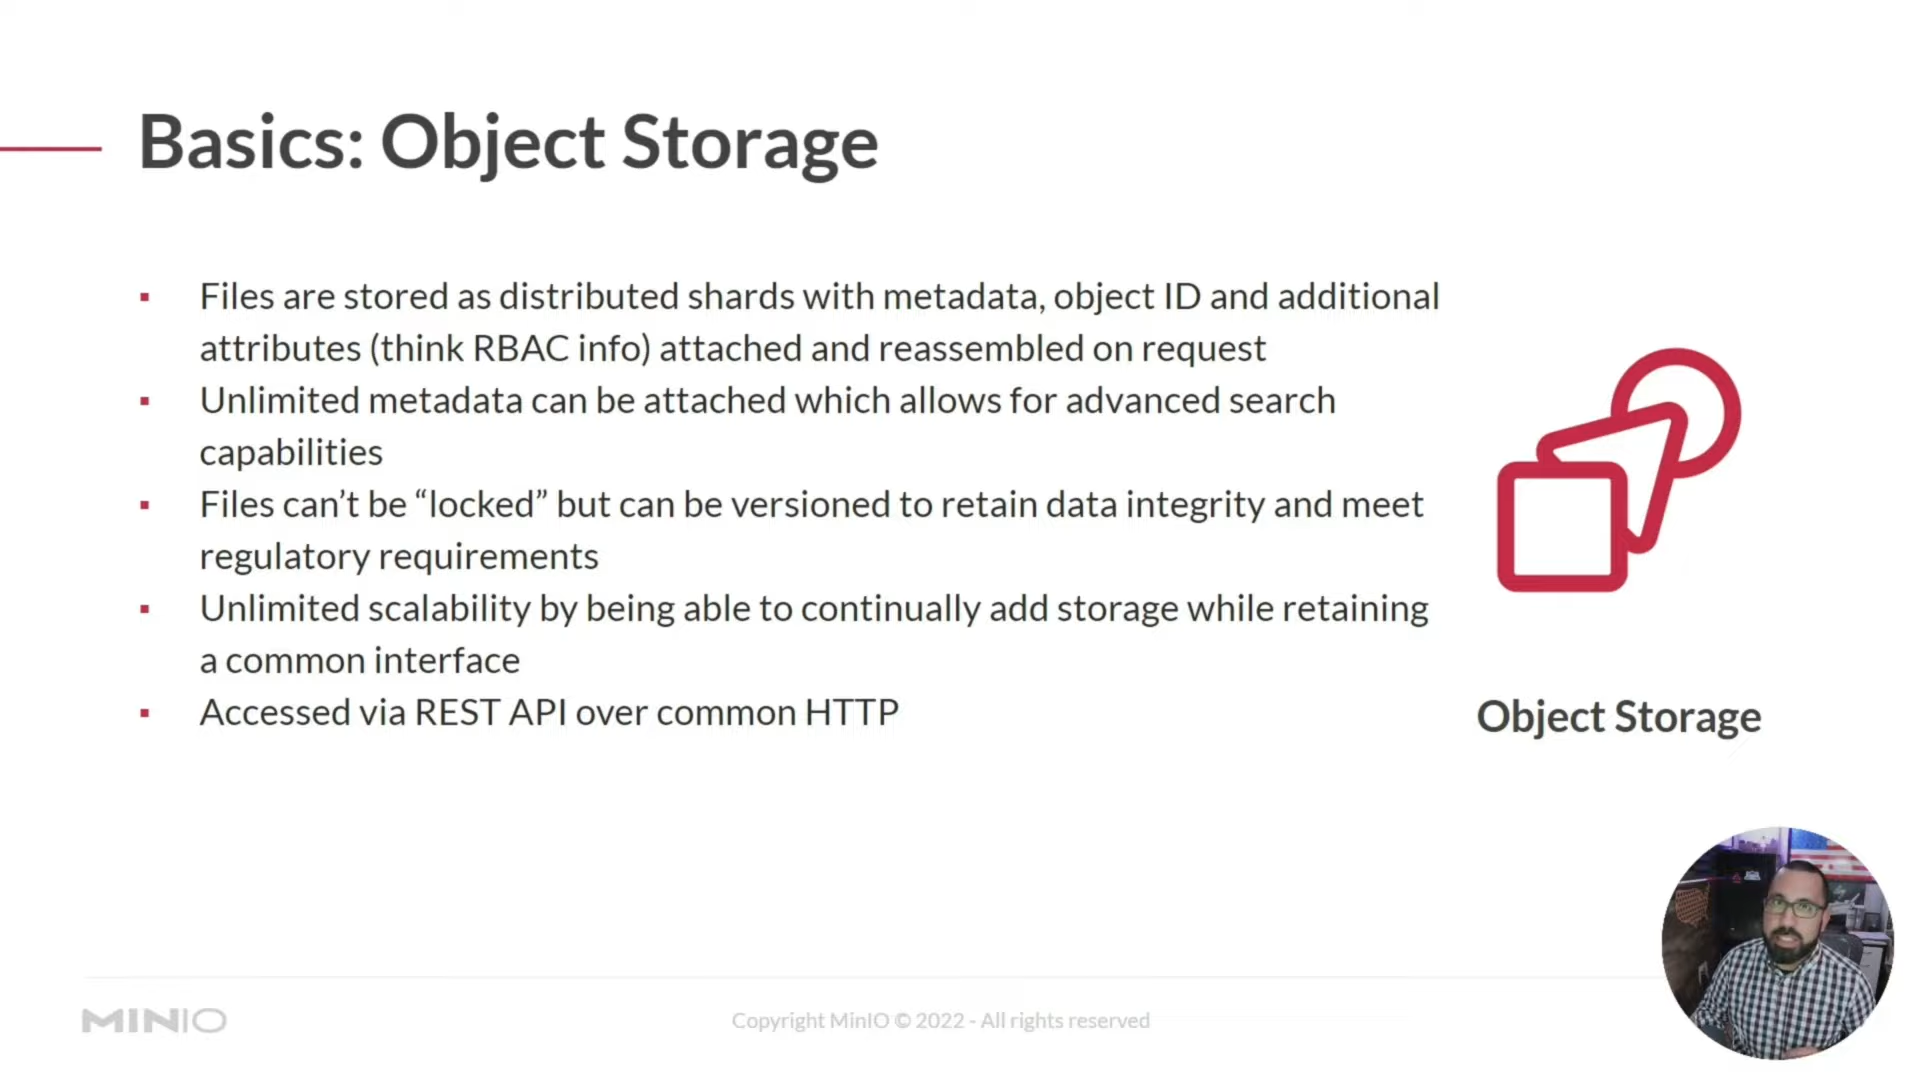 Basics: Object Storage
▪ Files are stored as distributed shards with metadata, object ID and additional
attributes (think RBAC info) attached and reassembled on request
▪ Unlimited metadata can be attached which allows for advanced search
capabilities
▪ Files can’t be “locked” but can be versioned to retain data integrity and meet
regulatory requirements
▪ Unlimited scalability by being able to continually add storage while retaining
a common interface
▪ Accessed via REST API over common HTTP
Object Storage
MINIO
Copyright MinIO © 2022 - All rights reserved